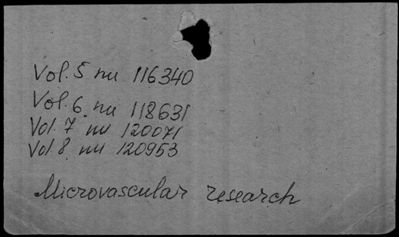 Vol. 5 nu 116340
Vol. 6 nu 118631
Vol. 7 nu 120071
Vol 8 nu 120953
Microvascular research